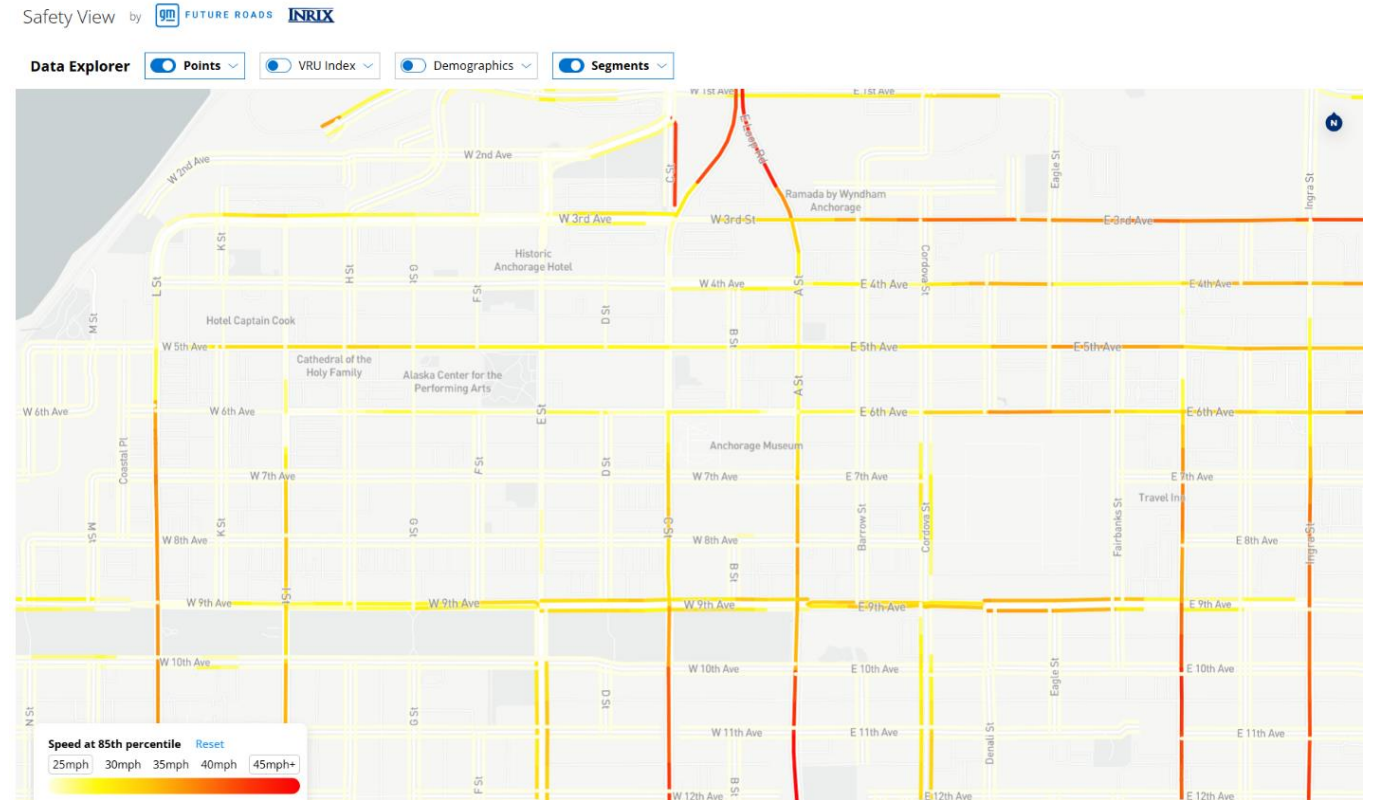 Safety View by gm FUTURE ROADS INRIX
Data Explorer Points VRU Index Demographics Segments
W 1st Ave E 1st Ave
E Loop Rd
N
W 2nd Ave
W 2nd Ave
C St
Eagle St
Ingra St
Ramada by Wyndham
Anchorage
W 3rd Ave
W 3rd St
E 3rd Ave
K St
Historic
Anchorage Hotel
Cordova St
L St
H St
G St
F St
W 4th Ave
A St
E 4th Ave
E 4th Ave
M St
Hotel Captain Cook
D St
B St
W 5th Ave
E 5th Ave
E 5th Ave
Cathedral of the
Holy Family
Alaska Center for the
Performing Arts
A St
W 6th Ave
W 6th Ave
E St
E 6th Ave
E 6th Ave
Anchorage Museum
Coastal Pl
F St
D St
W 7th Ave
W 7th Ave
E 7th Ave
E 7th Ave
Travel Inn
M St
K St
G St
C St
Barrow St
Cordova St
Fairbanks St
Ingra St
W 8th Ave
W 8th Ave
E 8th Ave
B St
I St
W 9th Ave
W 9th Ave
W 9th Ave
E 9th Ave
E 9th Ave
W 10th Ave
W 10th Ave
E 10th Ave
Eagle St
E 10th Ave
N St
G St
D St
W 11th Ave
E 11th Ave
Denali St
E 11th Ave
Speed at 85th percentile Reset
25mph 30mph 35mph 40mph 45mph+
F St
B St
W 12th Ave
E 12th Ave
E 12th Ave